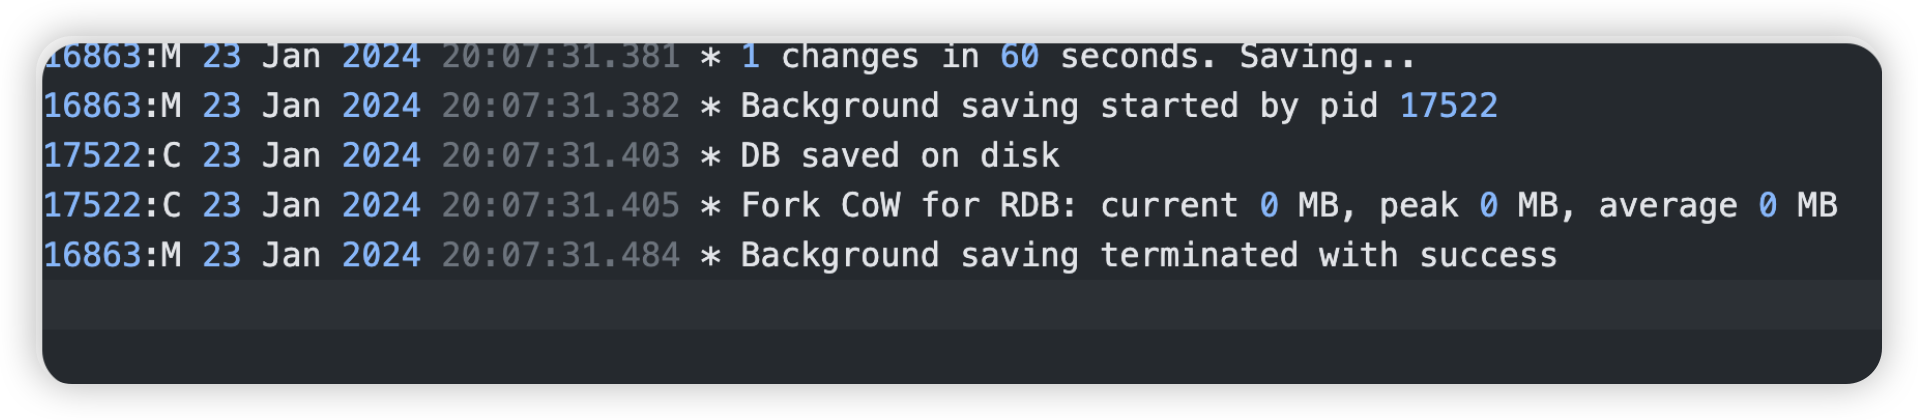 16863:M 23 Jan 2024 20:07:31.381 * 1 changes in 60 seconds. Saving...
16863:M 23 Jan 2024 20:07:31.382 * Background saving started by pid 17522
17522:C 23 Jan 2024 20:07:31.403 * DB saved on disk
17522:C 23 Jan 2024 20:07:31.405 * Fork CoW for RDB: current 0 MB, peak 0 MB, average 0 MB
16863:M 23 Jan 2024 20:07:31.484 * Background saving terminated with success